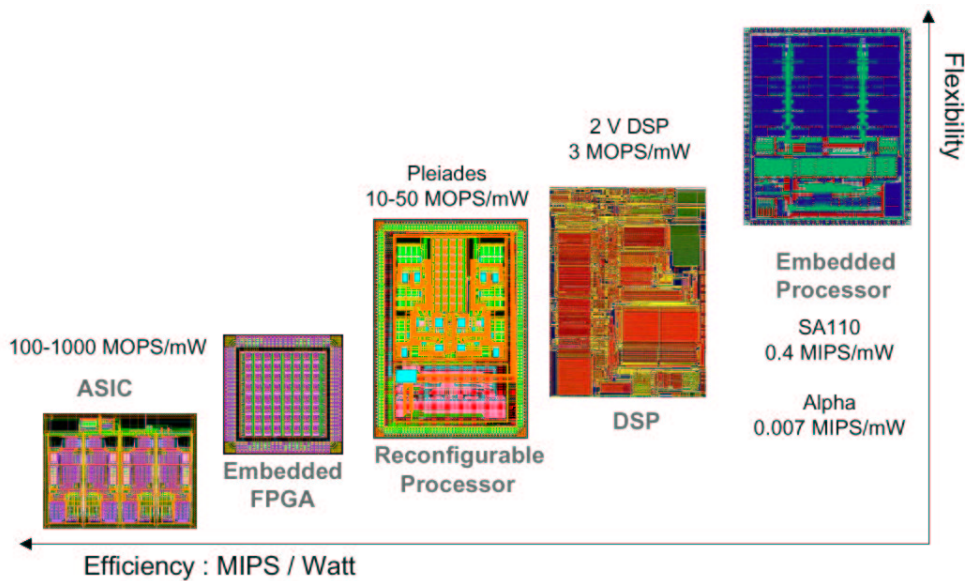 Flexibility
2 V DSP
3 MOPS/mW
Pleiades
10-50 MOPS/mW
Embedded
Processor
SA110
0.4 MIPS/mW
Alpha
0.007 MIPS/mW
100-1000 MOPS/mW
ASIC
Embedded
FPGA
Reconfigurable
Processor
DSP
Efficiency : MIPS / Watt